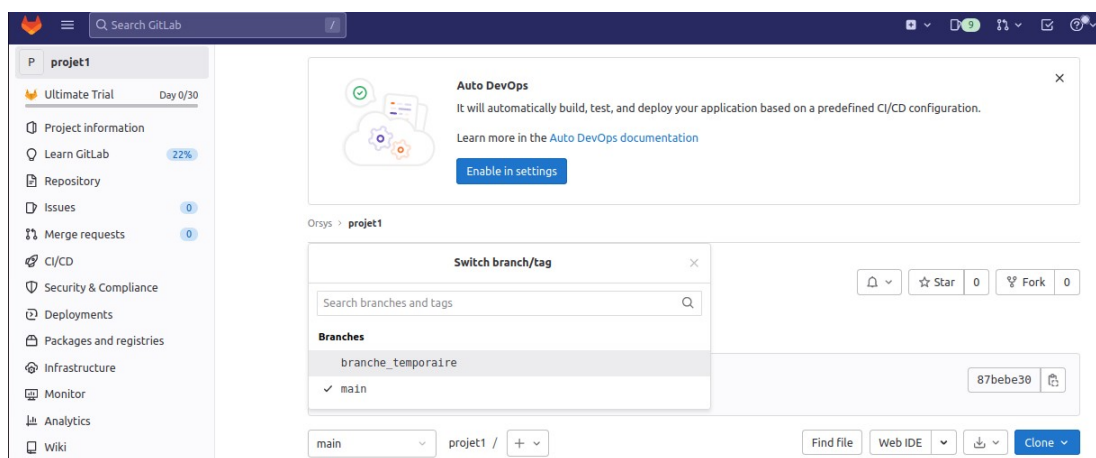 Search GitLab
/
9
P projet1
Ultimate Trial Day 0/30
Project information
Learn GitLab 22%
Repository
Issues 0
Merge requests 0
CI/CD
Security & Compliance
Deployments
Packages and registries
Infrastructure
Monitor
Analytics
Wiki
Auto DevOps
It will automatically build, test, and deploy your application based on a predefined CI/CD configuration.
Learn more in the Auto DevOps documentation
Enable in settings
Orsys > projet1
Switch branch/tag
Star 0 Fork 0
Search branches and tags
Branches
branche_temporaire
main
87bebe30
main projet1 / +
Find file Web IDE Clone